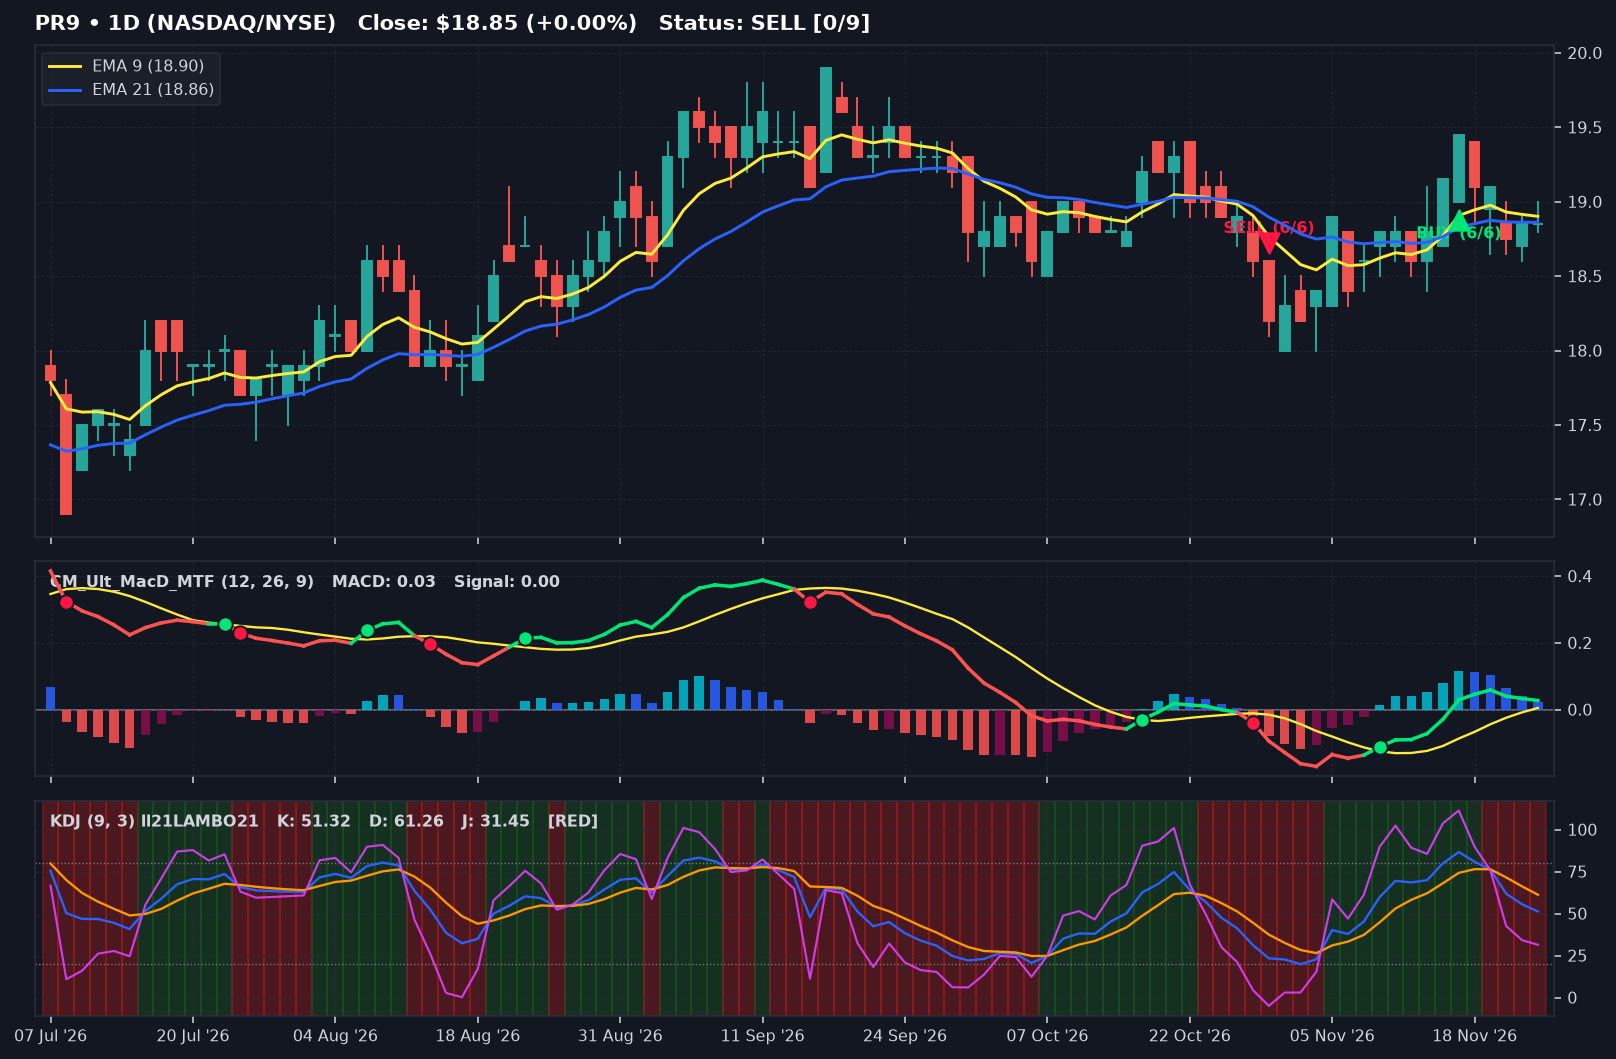 PR9 • 1D (NASDAQ/NYSE)   Close: $18.85 (+0.00%)   Status: SELL [0/9]
EMA 9 (18.90)
EMA 21 (18.86)
20.0
19.5
19.0
18.5
18.0
17.5
17.0
SELL (6/6)
BUY (6/6)
CM_Ult_MacD_MTF (12, 26, 9)   MACD: 0.03   Signal: 0.00
0.4
0.2
0.0
KDJ (9, 3) II21LAMBO21   K: 51.32   D: 61.26   J: 31.45   [RED]
100
75
50
25
0
07 Jul '26
20 Jul '26
04 Aug '26
18 Aug '26
31 Aug '26
11 Sep '26
24 Sep '26
07 Oct '26
22 Oct '26
05 Nov '26
18 Nov '26